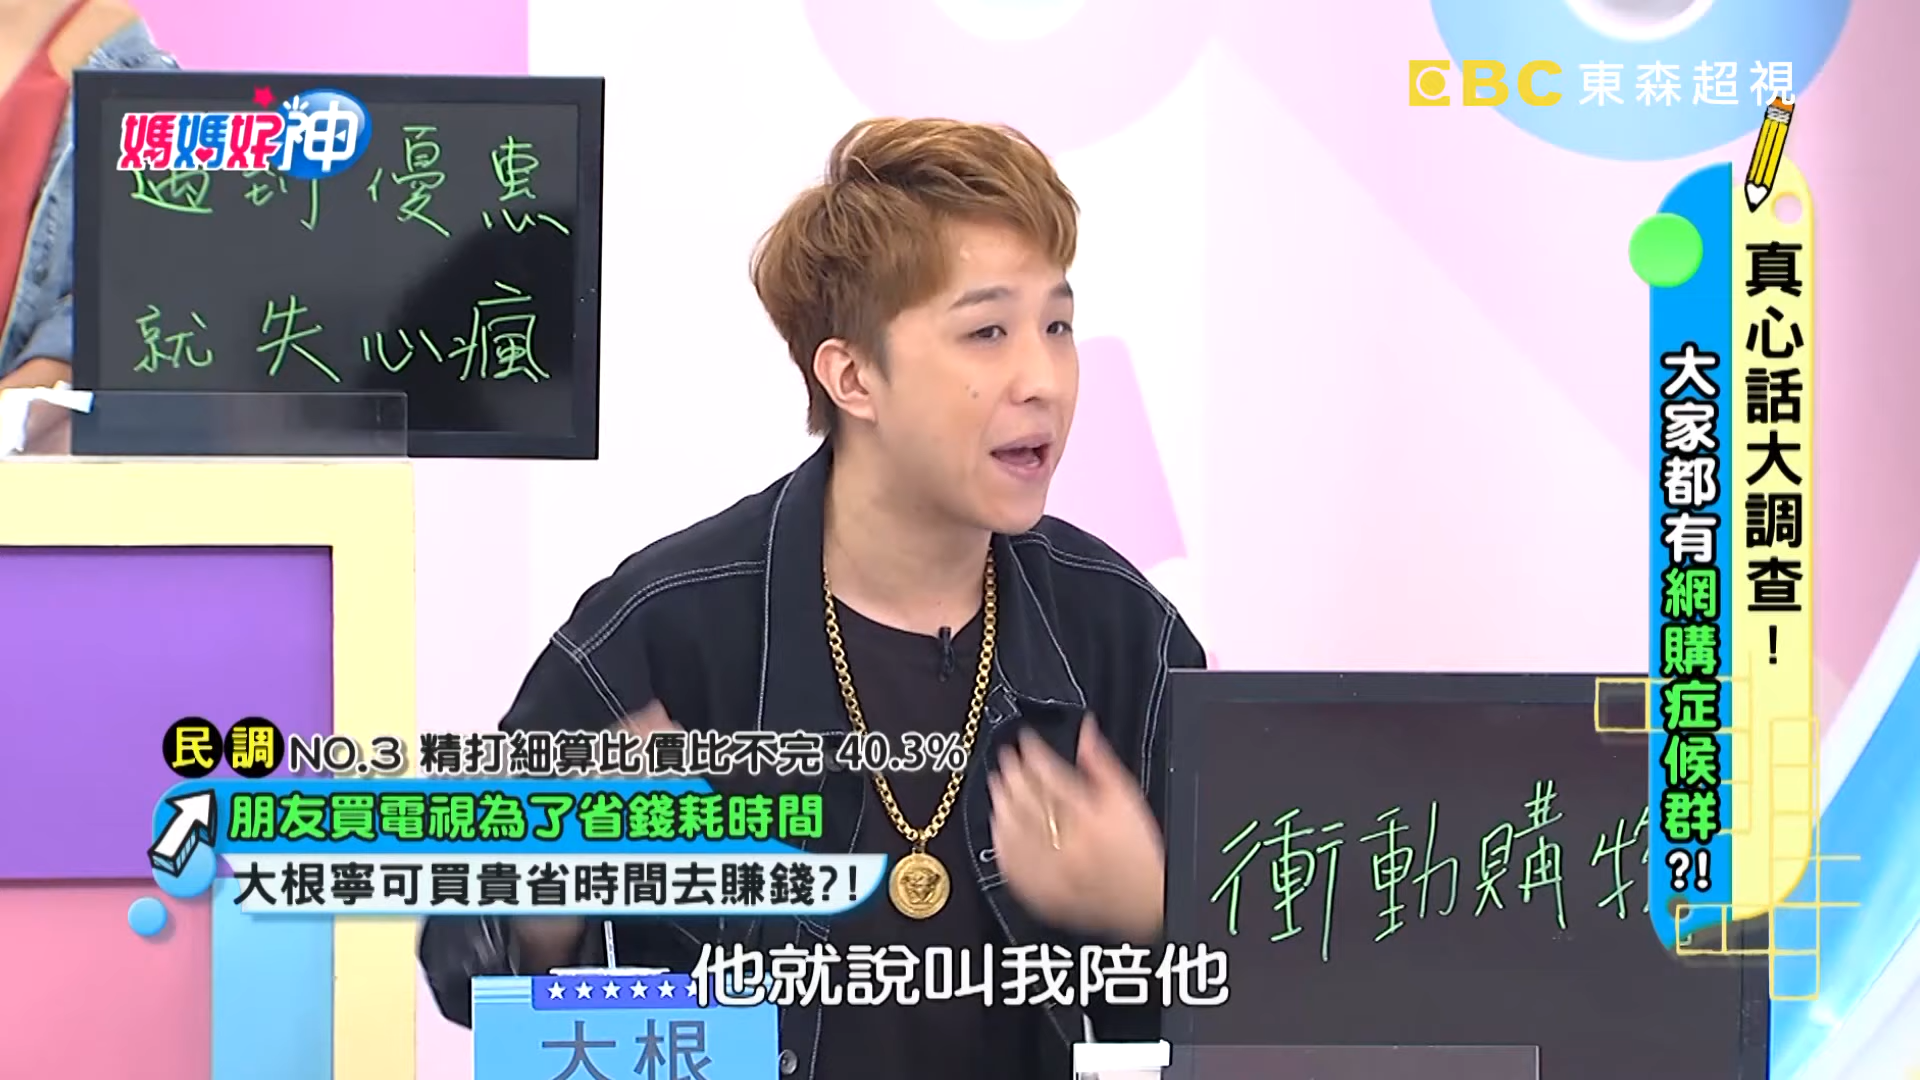 媽媽好神
EBC 東森超視
遇到優惠
就失心瘋
真心話大調查！
大家都有網購症候群?!
衝動購物
民調 NO.3 精打細算比價比不完 40.3%
朋友買電視為了省錢耗時間
大根寧可買貴省時間去賺錢?!
他就說叫我陪他
大根